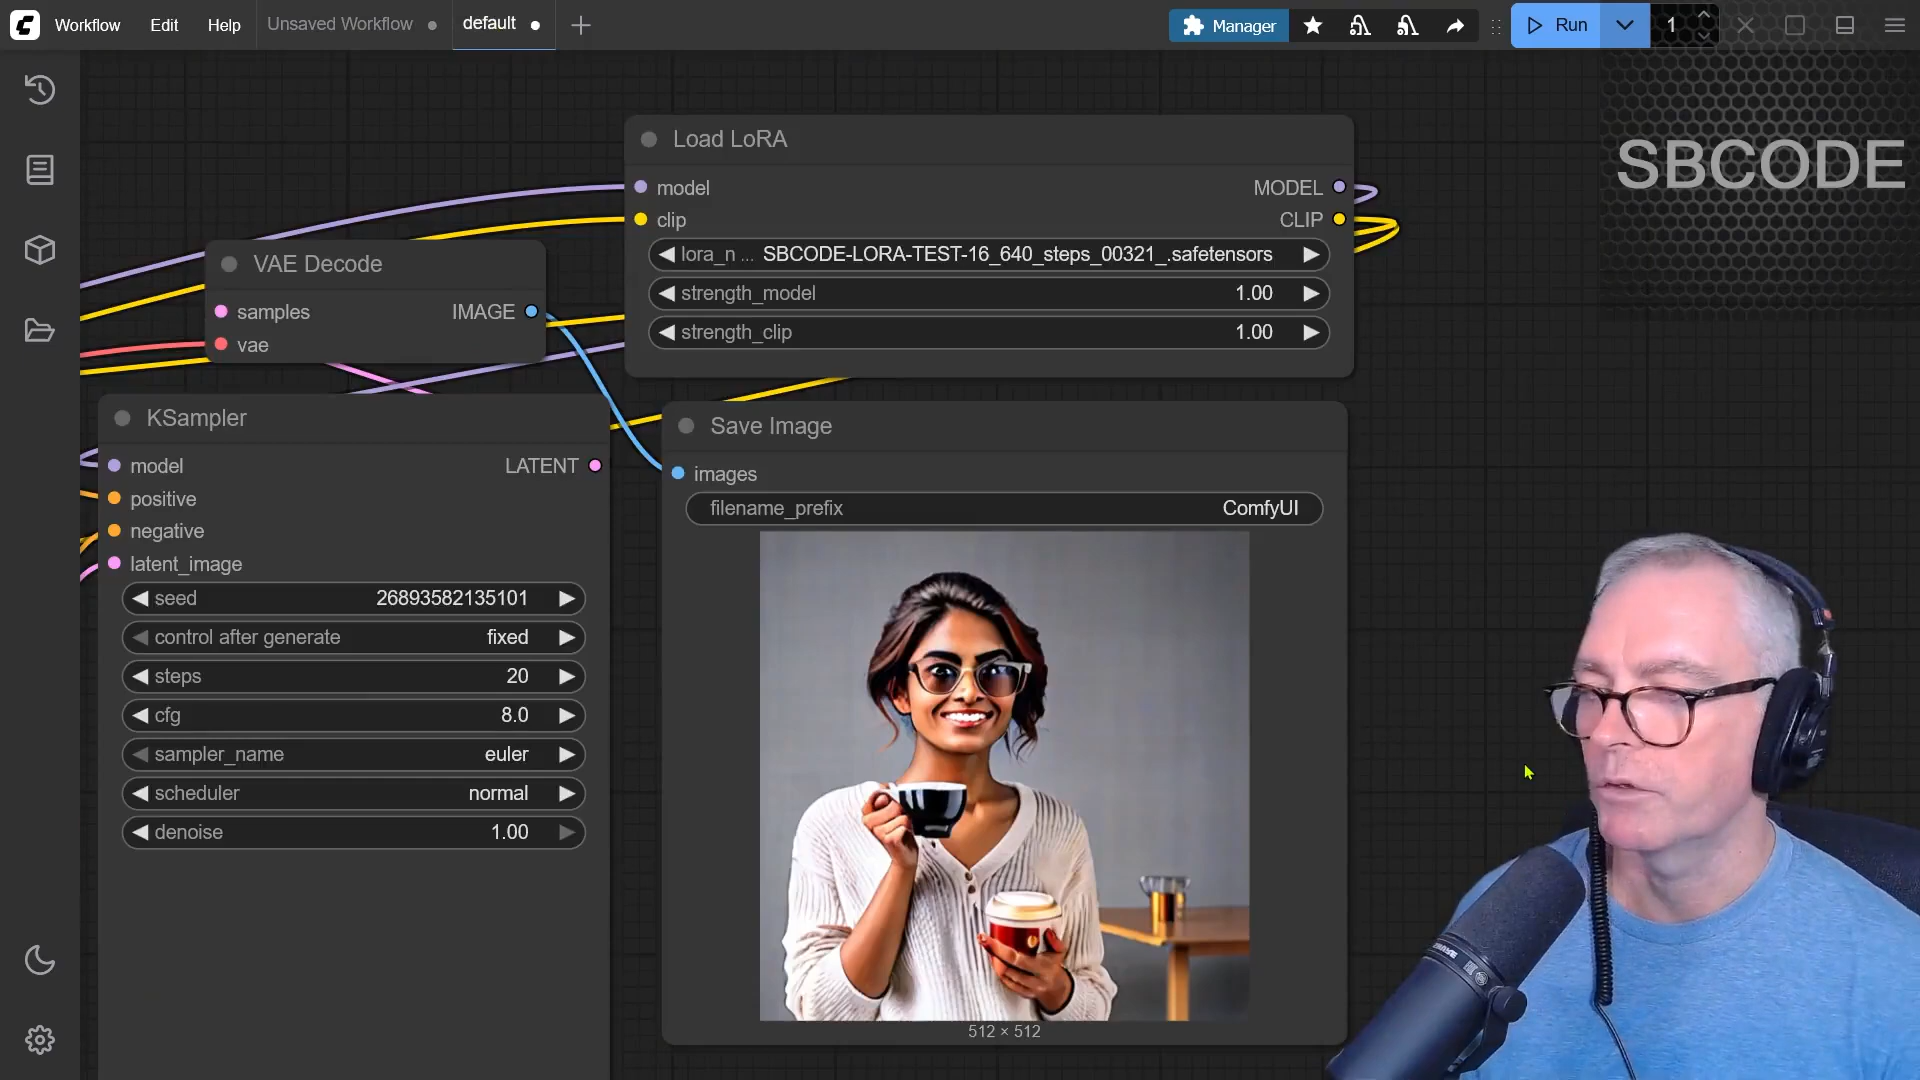 Workflow Edit Help Unsaved Workflow default Manager Run 1
SBCODE
Load LoRA
model MODEL
clip CLIP
lora_n ... SBCODE-LORA-TEST-16_640_steps_00321_.safetensors
strength_model 1.00
strength_clip 1.00
VAE Decode
samples IMAGE
vae
KSampler
model LATENT
positive
negative
latent_image
seed 26893582135101
control after generate fixed
steps 20
cfg 8.0
sampler_name euler
scheduler normal
denoise 1.00
Save Image
images
filename_prefix ComfyUI
512 × 512